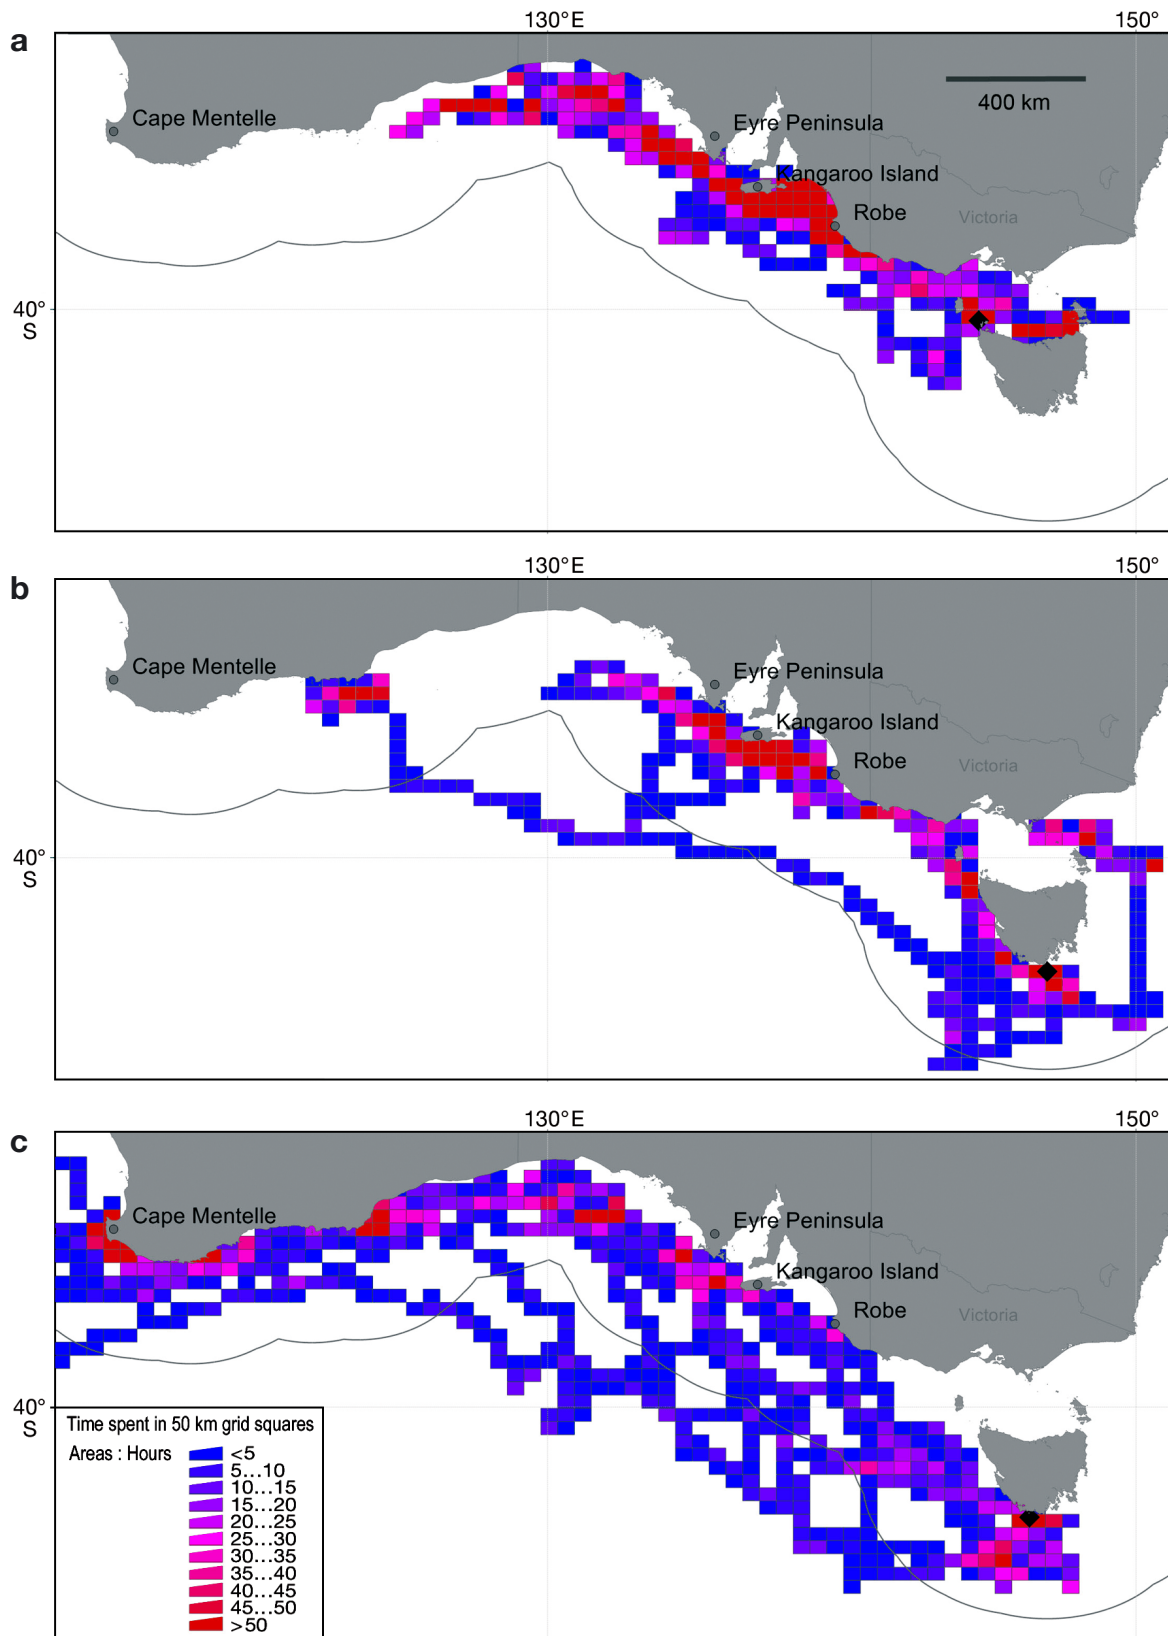 a
130°E
150°
Cape Mentelle
Eyre Peninsula
Kangaroo Island
Robe
Victoria
400 km
40°
S
b
130°E
150°
Cape Mentelle
Eyre Peninsula
Kangaroo Island
Robe
Victoria
40°
S
c
130°E
150°
Cape Mentelle
Eyre Peninsula
Kangaroo Island
Robe
Victoria
40°
S
Time spent in 50 km grid squares
Areas : Hours
<5
5...10
10...15
15...20
20...25
25...30
30...35
35...40
40...45
45...50
>50